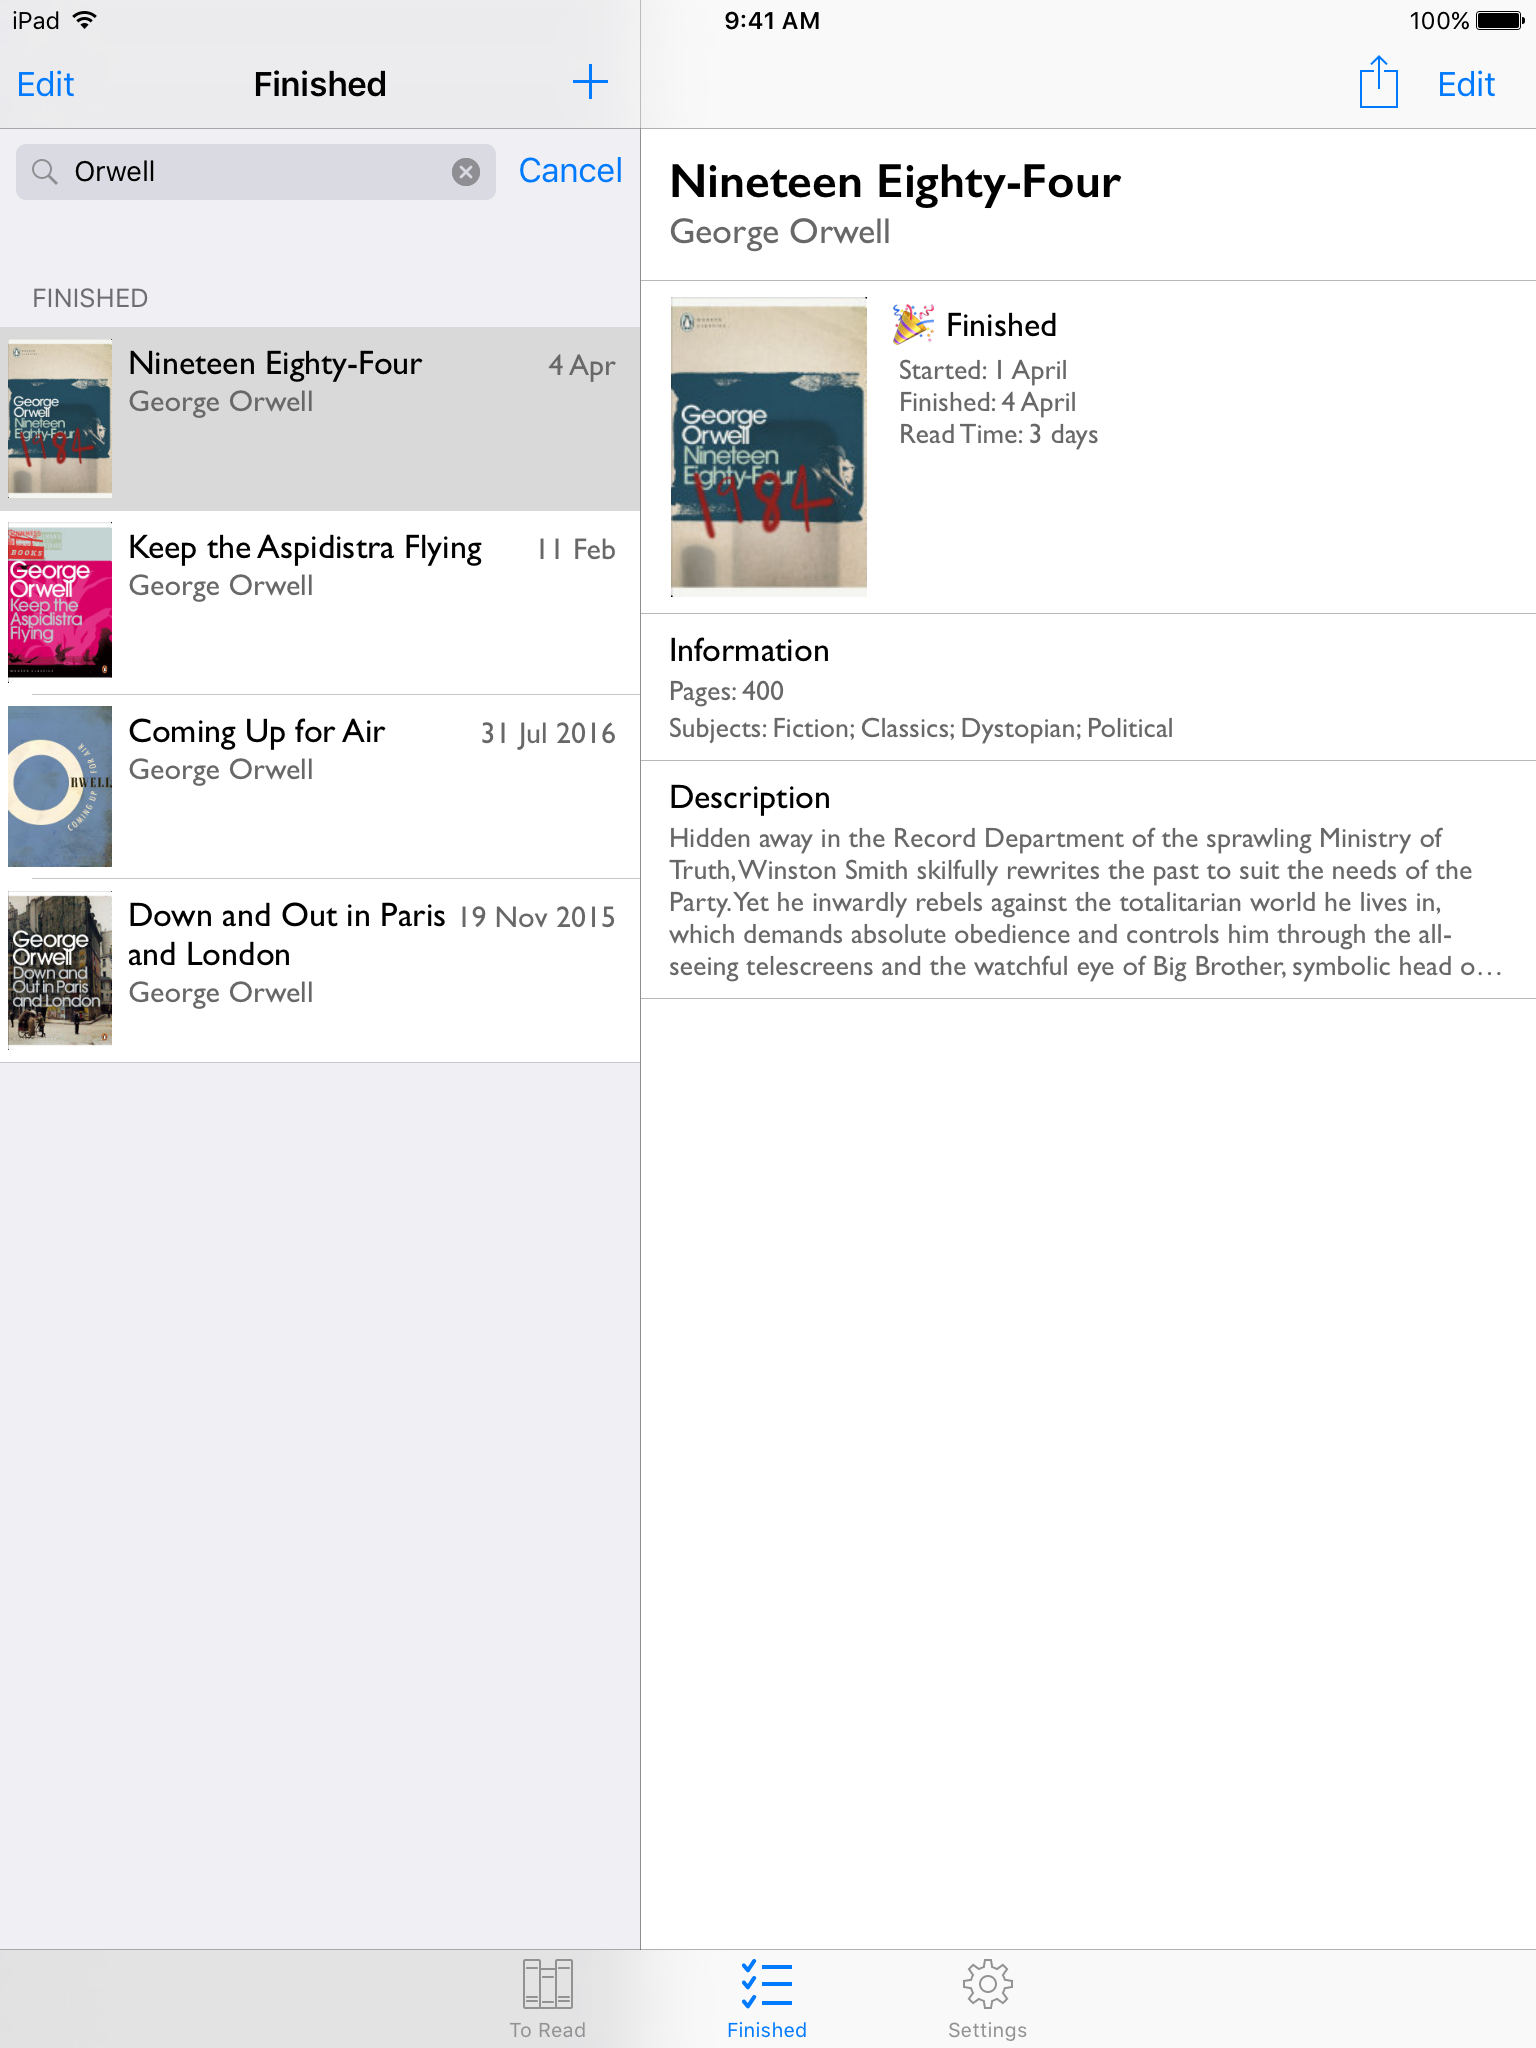 iPad
9:41 AM
100%
Edit
Finished
Edit
Orwell
Cancel
FINISHED
George
Orwell
Nineteen
Eighty-Four
1984
Nineteen Eighty-Four
4 Apr
George Orwell
BOOKS
George
Orwell
Keep the
Aspidistra
Flying
Keep the Aspidistra Flying
11 Feb
George Orwell
ORWELL
COMING UP FOR AIR
Coming Up for Air
31 Jul 2016
George Orwell
George
Orwell
Down and
Out in Paris
and London
Down and Out in Paris
and London
19 Nov 2015
George Orwell
Nineteen Eighty-Four
George Orwell
George
Orwell
Nineteen
Eighty-Four
1984
🎉 Finished
Started: 1 April
Finished: 4 April
Read Time: 3 days
Information
Pages: 400
Subjects: Fiction; Classics; Dystopian; Political
Description
Hidden away in the Record Department of the sprawling Ministry of
Truth, Winston Smith skilfully rewrites the past to suit the needs of the
Party. Yet he inwardly rebels against the totalitarian world he lives in,
which demands absolute obedience and controls him through the all-
seeing telescreens and the watchful eye of Big Brother, symbolic head o…
To Read
Finished
Settings